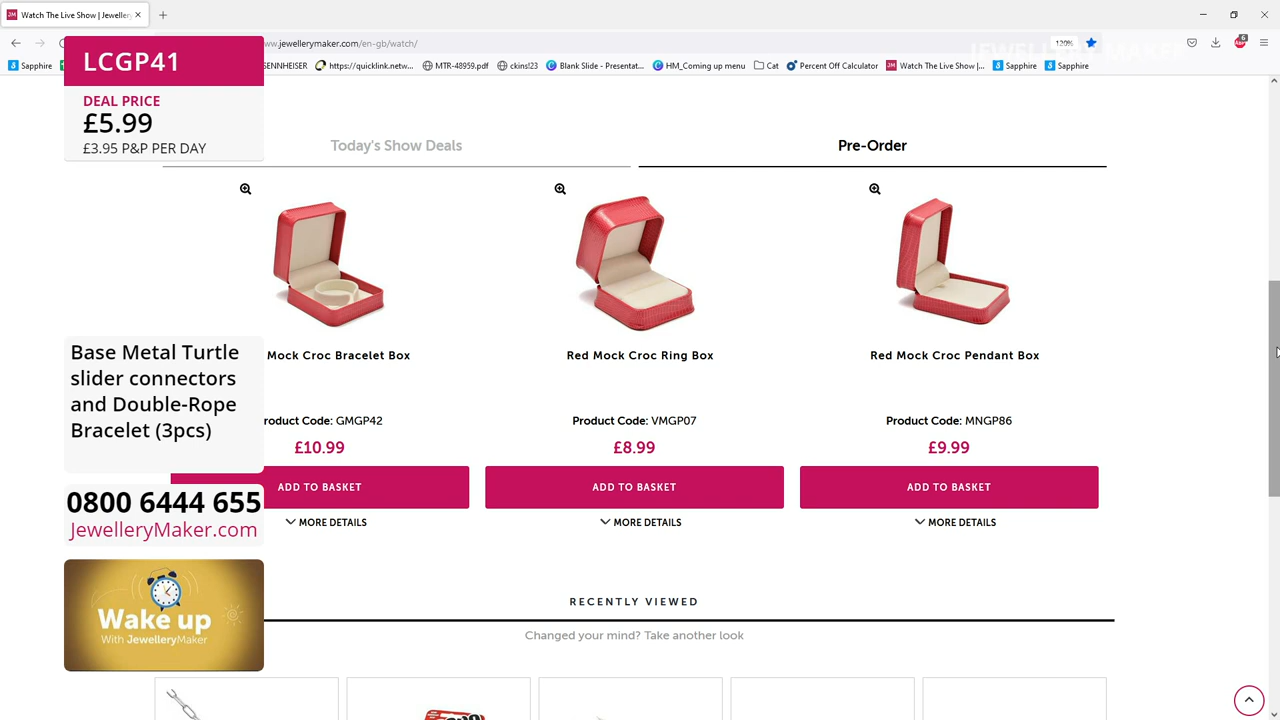 Watch The Live Show | Jeweller
ww.jewellerymaker.com/en-gb/watch/
120%
6
JEWELLERY MAKER
Sapphire
SENNHEISER
https://quicklink.netw...
MTR-48959.pdf
ckins!23
Blank Slide - Presentat...
HM_Coming up menu
Cat
Percent Off Calculator
Watch The Live Show |...
Sapphire
Sapphire
LCGP41
DEAL PRICE
£5.99
£3.95 P&P PER DAY
Today's Show Deals
Pre-Order
Mock Croc Bracelet Box
Red Mock Croc Ring Box
Red Mock Croc Pendant Box
roduct Code: GMGP42
Product Code: VMGP07
Product Code: MNGP86
£10.99
£8.99
£9.99
ADD TO BASKET
ADD TO BASKET
ADD TO BASKET
MORE DETAILS
MORE DETAILS
MORE DETAILS
Base Metal Turtle
slider connectors
and Double-Rope
Bracelet (3pcs)
0800 6444 655
JewelleryMaker.com
Wake up
With JewelleryMaker
RECENTLY VIEWED
Changed your mind? Take another look